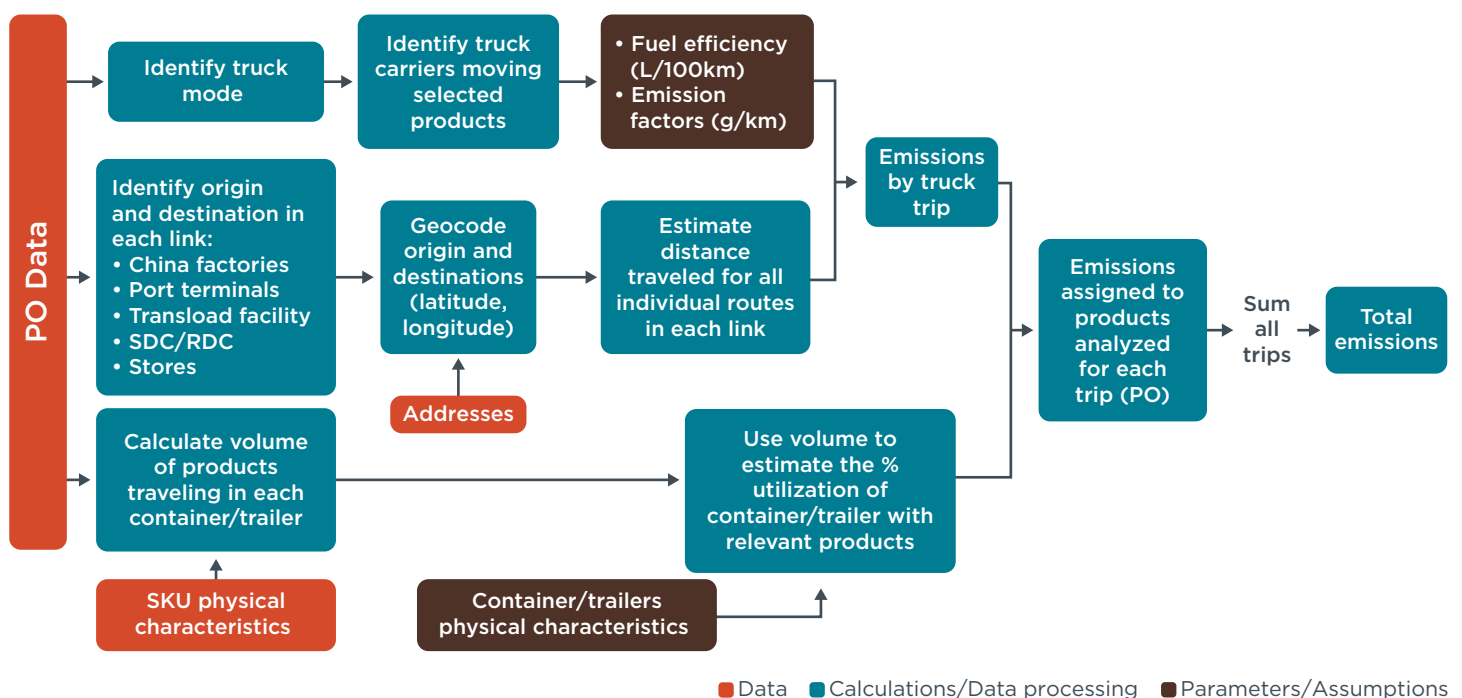 PO Data
Identify truck
mode
Identify truck
carriers moving
selected
products
• Fuel efficiency
(L/100km)
• Emission
factors (g/km)
Identify origin
and destination in
each link:
• China factories
• Port terminals
• Transload facility
• SDC/RDC
• Stores
Geocode
origin and
destinations
(latitude,
longitude)
Addresses
Estimate
distance
traveled for all
individual routes
in each link
Emissions
by truck
trip
Calculate volume
of products
traveling in each
container/trailer
SKU physical
characteristics
Use volume to
estimate the %
utilization of
container/trailer with
relevant products
Container/trailers
physical characteristics
Emissions
assigned to
products
analyzed
for each
trip (PO)
Sum
all
trips
Total
emissions
Data
Calculations/Data processing
Parameters/Assumptions